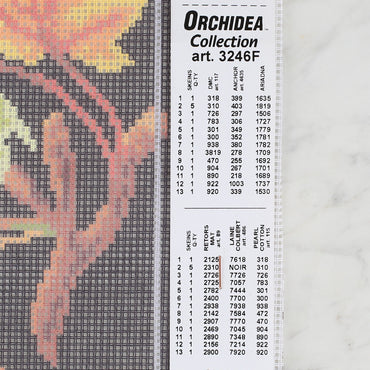 ORCHIDEA™
Collection
art. 3246F
SKEINS Q-TY DMC art. 117 ANCHOR art. 4635 ARIADNA
1 1 318 399 1635
2 5 310 403 1819
3 1 726 297 1506
4 1 783 306 1727
5 1 301 349 1779
6 1 300 352 1781
7 1 938 380 1782
8 1 3819 278 1709
9 1 470 255 1692
10 1 904 267 1701
11 1 890 218 1689
12 1 922 1003 1737
13 1 920 339 1530
SKEINS Q-TY RETORS MAT art. 89 LAINE COLBERT art. 486 PEARL COTTON art. 115
1 1 2125 7618 318
2 5 2310 NOIR 310
3 1 2726 7726 726
4 1 2725 7057 783
5 1 2782 7444 301
6 1 2400 7700 300
7 1 2938 7999 938
8 1 2142 7584 472
9 1 2907 7770 470
10 1 2469 7045 904
11 1 2890 7348 890
12 1 2156 7214 922
13 1 2900 7920 920